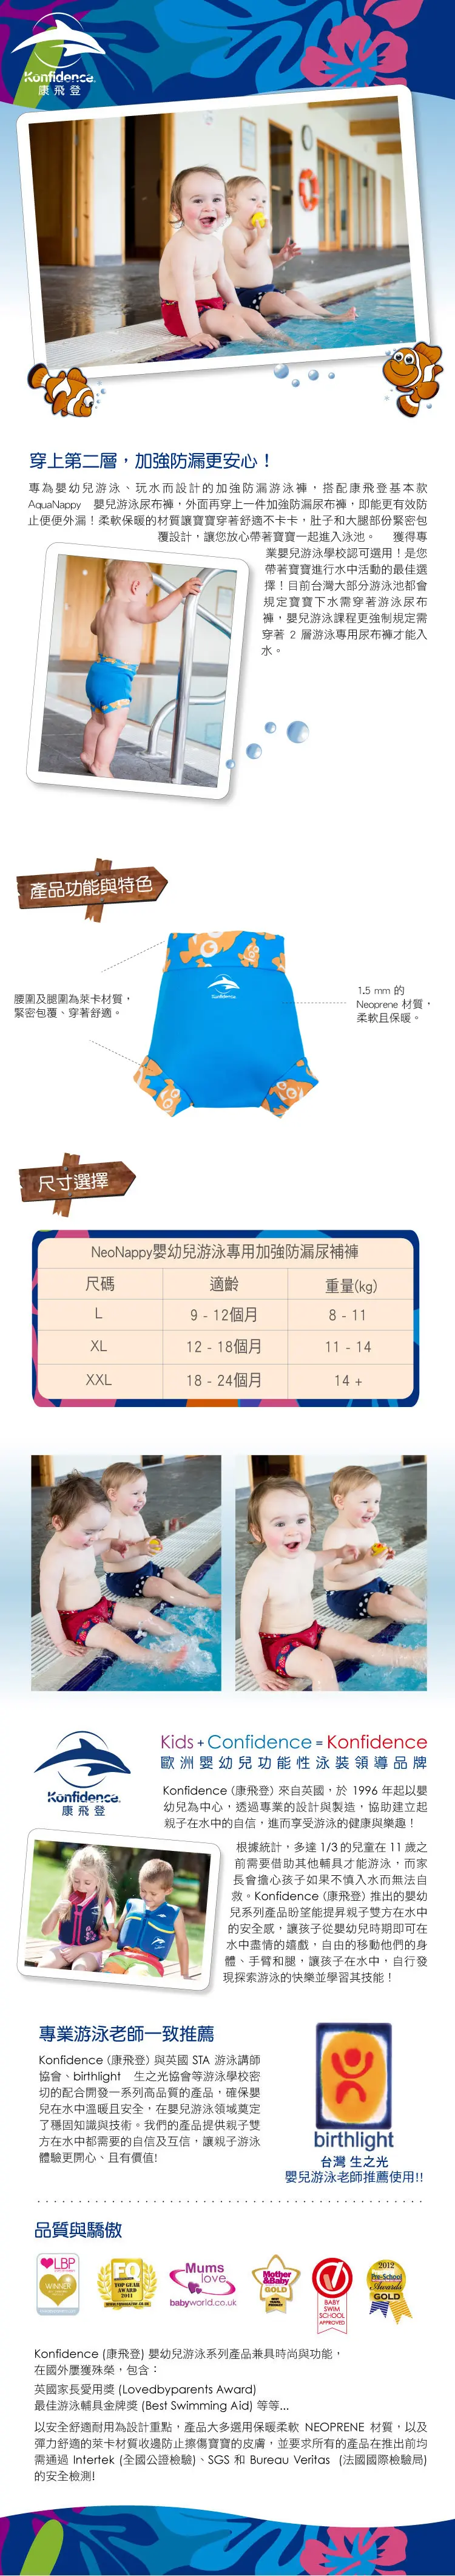 Konfidence.
康飛登
穿上第二層，加強防漏更安心！
專為嬰幼兒游泳、玩水而設計的加強防漏游泳褲，搭配康飛登基本款
AquaNappy 嬰兒游泳尿布褲，外面再穿上一件加強防漏尿布褲，即能更有效防
止便便外漏！柔軟保暖的材質讓寶寶穿著舒適不卡卡，肚子和大腿部份緊密包
覆設計，讓您放心帶著寶寶一起進入泳池。 獲得專
業嬰兒游泳學校認可選用！是您
帶著寶寶進行水中活動的最佳選
擇！目前台灣大部分游泳池都會
規定寶寶下水需穿著游泳尿布
褲，嬰兒游泳課程更強制規定需
穿著 2 層游泳專用尿布褲才能入
水。
產品功能與特色
腰圍及腿圍為萊卡材質，
緊密包覆、穿著舒適。
Konfidence
1.5 mm 的
Neoprene 材質，
柔軟且保暖。
尺寸選擇
NeoNappy嬰幼兒游泳專用加強防漏尿補褲
尺碼 適齡 重量(kg)
L 9 - 12個月 8 - 11
XL 12 - 18個月 11 - 14
XXL 18 - 24個月 14 +
Konfidence.
康飛登
Kids + Confidence = Konfidence
歐洲嬰幼兒功能性泳裝領導品牌
Konfidence (康飛登) 來自英國，於 1996 年起以嬰
幼兒為中心，透過專業的設計與製造，協助建立起
親子在水中的自信，進而享受游泳的健康與樂趣！
根據統計，多達 1/3 的兒童在 11 歲之
前需要借助其他輔具才能游泳，而家
長會擔心孩子如果不慎入水而無法自
救。Konfidence (康飛登) 推出的嬰幼
兒系列產品盼望能提昇親子雙方在水中
的安全感，讓孩子從嬰幼兒時期即可在
水中盡情的嬉戲，自由的移動他們的身
體、手臂和腿，讓孩子在水中，自行發
現探索游泳的快樂並學習其技能！
專業游泳老師一致推薦
Konfidence (康飛登) 與英國 STA 游泳講師
協會、birthlight 生之光協會等游泳學校密
切的配合開發一系列高品質的產品，確保嬰
兒在水中溫暖且安全，在嬰兒游泳領域奠定
了穩固知識與技術。我們的產品提供親子雙
方在水中都需要的自信及互信，讓親子游泳
體驗更開心、且有價值!
birthlight
台灣 生之光
嬰兒游泳老師推薦使用!!
品質與驕傲
LBP
WINNER
TOP GEAR
AWARD
2011
Mums
love
babyworld.co.uk
Mother
&Baby
GOLD
BABY
SWIM
SCHOOL
APPROVED
2012
Pre-School
Awards
GOLD
Konfidence (康飛登) 嬰幼兒游泳系列產品兼具時尚與功能，
在國外屢獲殊榮，包含：
英國家長愛用獎 (Lovedbyparents Award)
最佳游泳輔具金牌獎 (Best Swimming Aid) 等等...
以安全舒適耐用為設計重點，產品大多選用保暖柔軟 NEOPRENE 材質，以及
彈力舒適的萊卡材質收邊防止擦傷寶寶的皮膚，並要求所有的產品在推出前均
需通過 Intertek (全國公證檢驗)、SGS 和 Bureau Veritas (法國國際檢驗局)
的安全檢測!